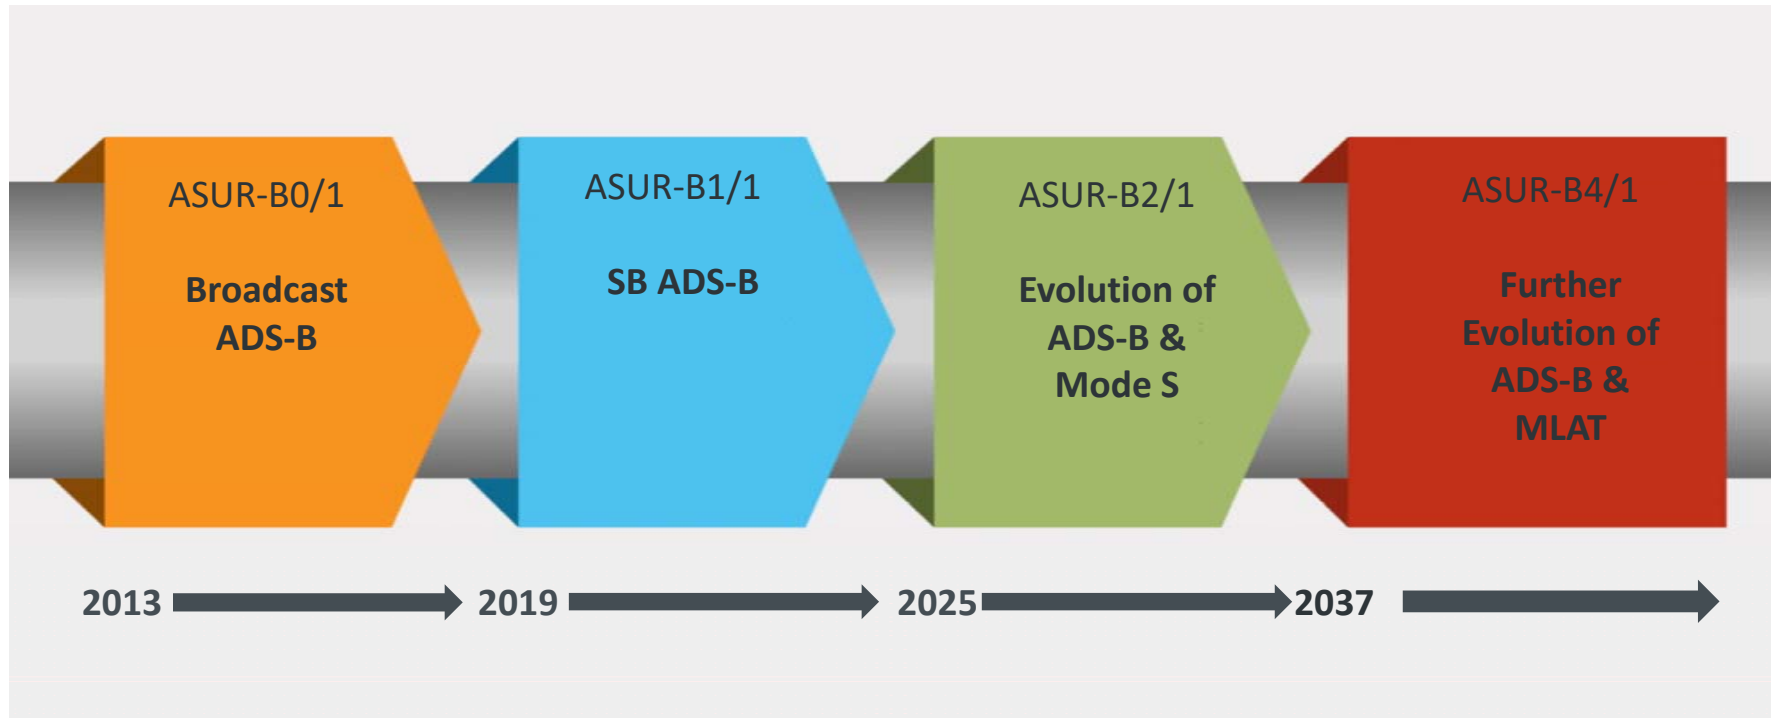 ASUR-B0/1
Broadcast
ADS-B
ASUR-B1/1
SB ADS-B
ASUR-B2/1
Evolution of
ADS-B &
Mode S
ASUR-B4/1
Further
Evolution of
ADS-B &
MLAT
2013
2019
2025
2037